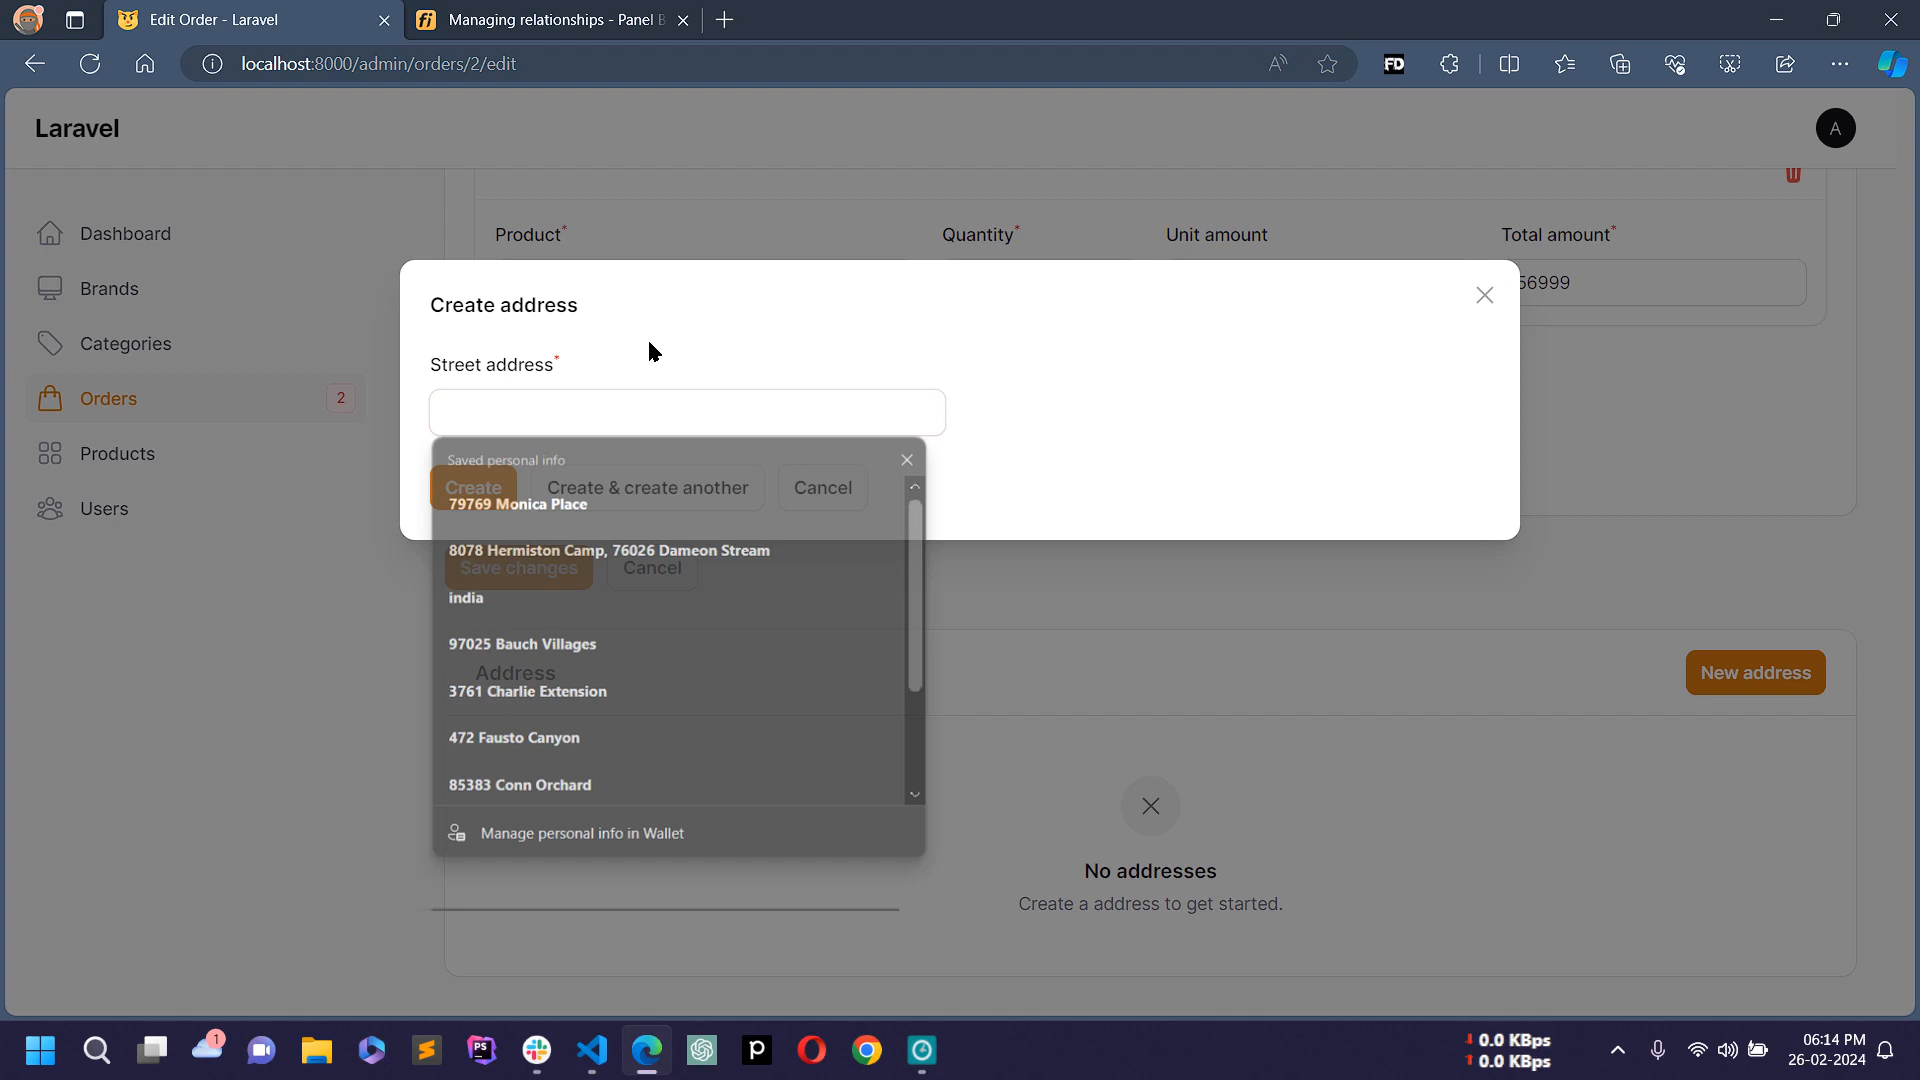 Edit Order - Laravel
Managing relationships - Panel B
localhost:8000/admin/orders/2/edit
FD
Laravel
A
Dashboard
Brands
Categories
Orders
2
Products
Users
Product*
Quantity*
Unit amount
Total amount*
56999
Create address
Street address*
Saved personal info
Create
Create & create another
Cancel
79769 Monica Place
8078 Hermiston Camp, 76026 Dameon Stream
Save changes
Cancel
india
97025 Bauch Villages
Address
New address
3761 Charlie Extension
472 Fausto Canyon
85383 Conn Orchard
Manage personal info in Wallet
No addresses
Create a address to get started.
1
PS
P
0.0 KBps
0.0 KBps
06:14 PM
26-02-2024